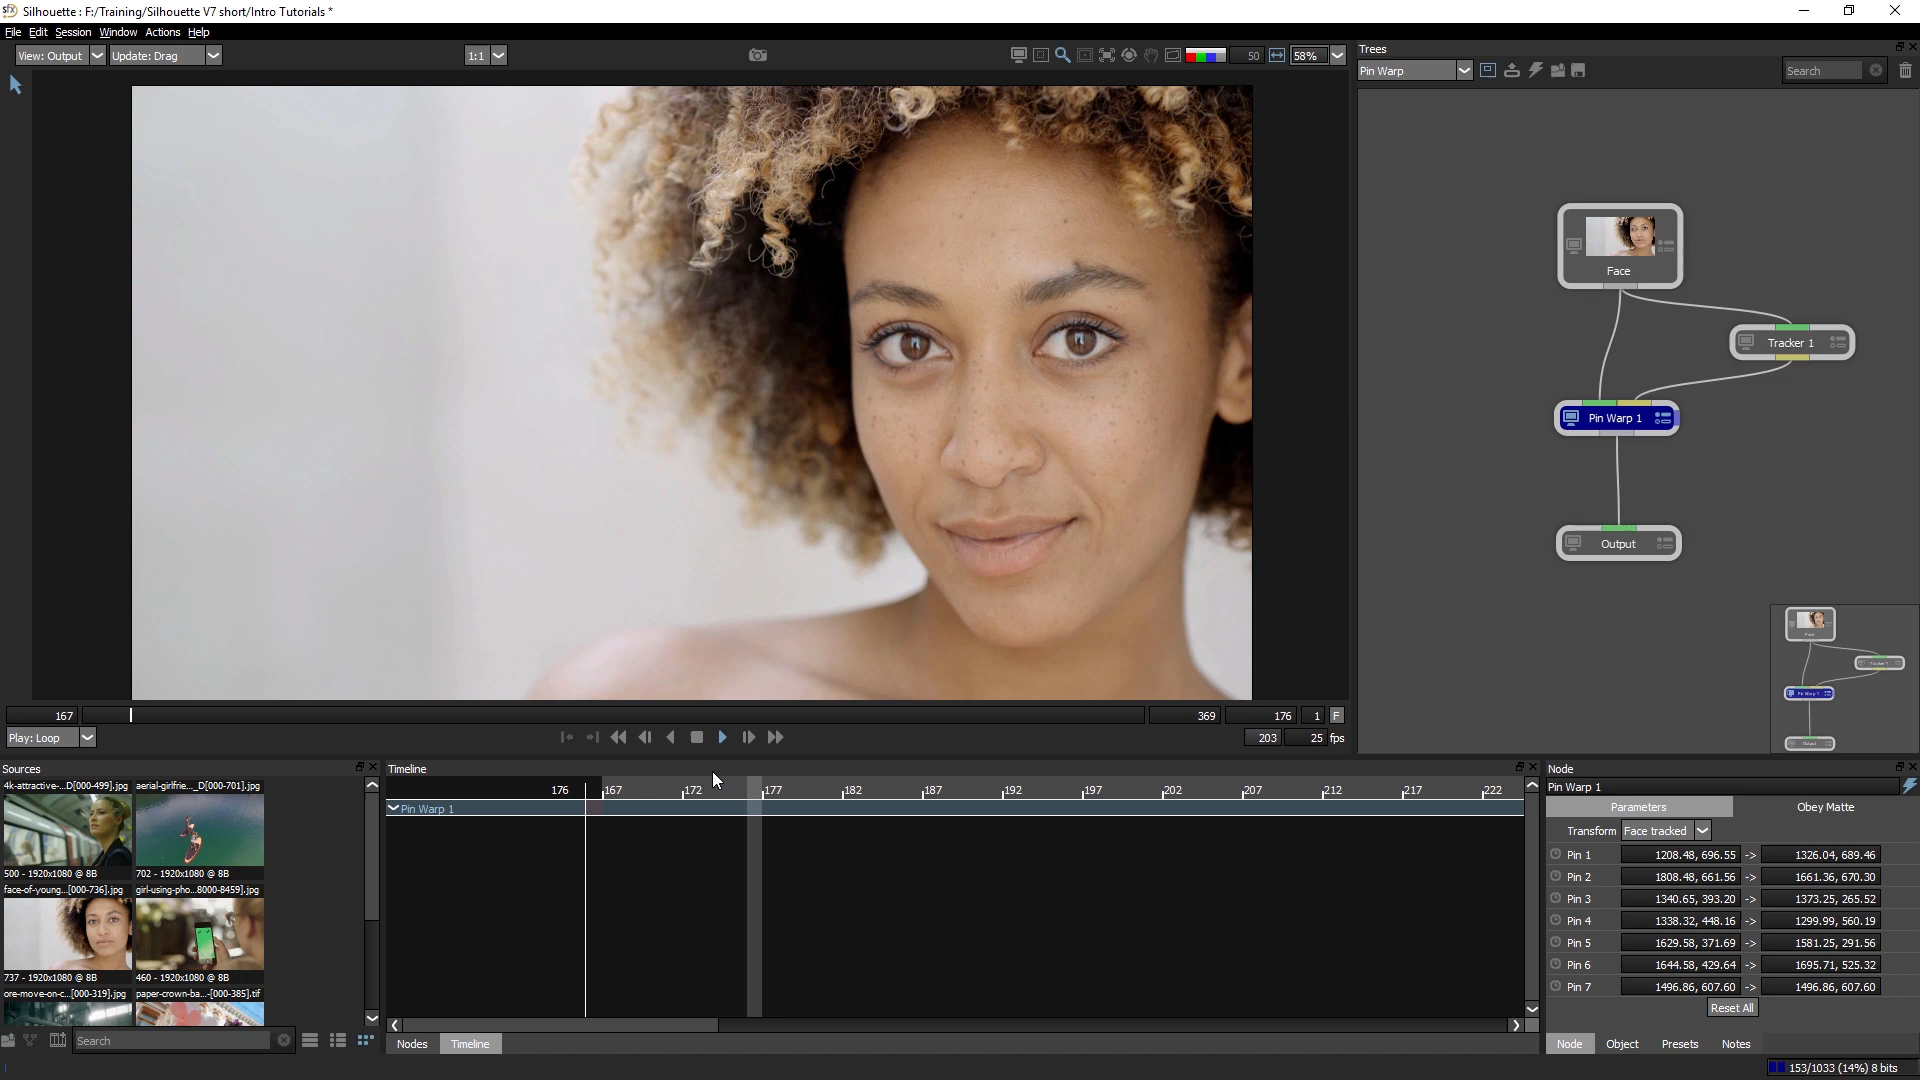 Silhouette : F:/Training/Silhouette V7 short/Intro Tutorials *
File Edit Session Window Actions Help
View: Output Update: Drag 1:1 50 58%
Trees
Pin Warp Search
Face
Tracker 1
Pin Warp 1
Output
167 369 176 1 F
Play: Loop 203 25 fps
Sources
4k-attractive-...D[000-499].jpg aerial-girlfrie..._D[000-701].jpg
500 - 1920x1080 @ 8B 702 - 1920x1080 @ 8B
face-of-young...[000-736].jpg girl-using-pho...8000-8459].jpg
737 - 1920x1080 @ 8B 460 - 1920x1080 @ 8B
ore-move-on-c...[000-319].jpg paper-crown-ba...-[000-385].tif
Search
Timeline
176 167 172 177 182 187 192 197 202 207 212 217 222
Pin Warp 1
Nodes Timeline
Node
Pin Warp 1
Parameters Obey Matte
Transform Face tracked
Pin 1 1208.48, 696.55 -> 1326.04, 689.46
Pin 2 1808.48, 661.56 -> 1661.36, 670.30
Pin 3 1340.65, 393.20 -> 1373.25, 265.52
Pin 4 1338.32, 448.16 -> 1299.99, 560.19
Pin 5 1629.58, 371.69 -> 1581.25, 291.56
Pin 6 1644.58, 429.64 -> 1695.71, 525.32
Pin 7 1496.86, 607.60 -> 1496.86, 607.60
Reset All
Node Object Presets Notes
153/1033 (14%) 8 bits